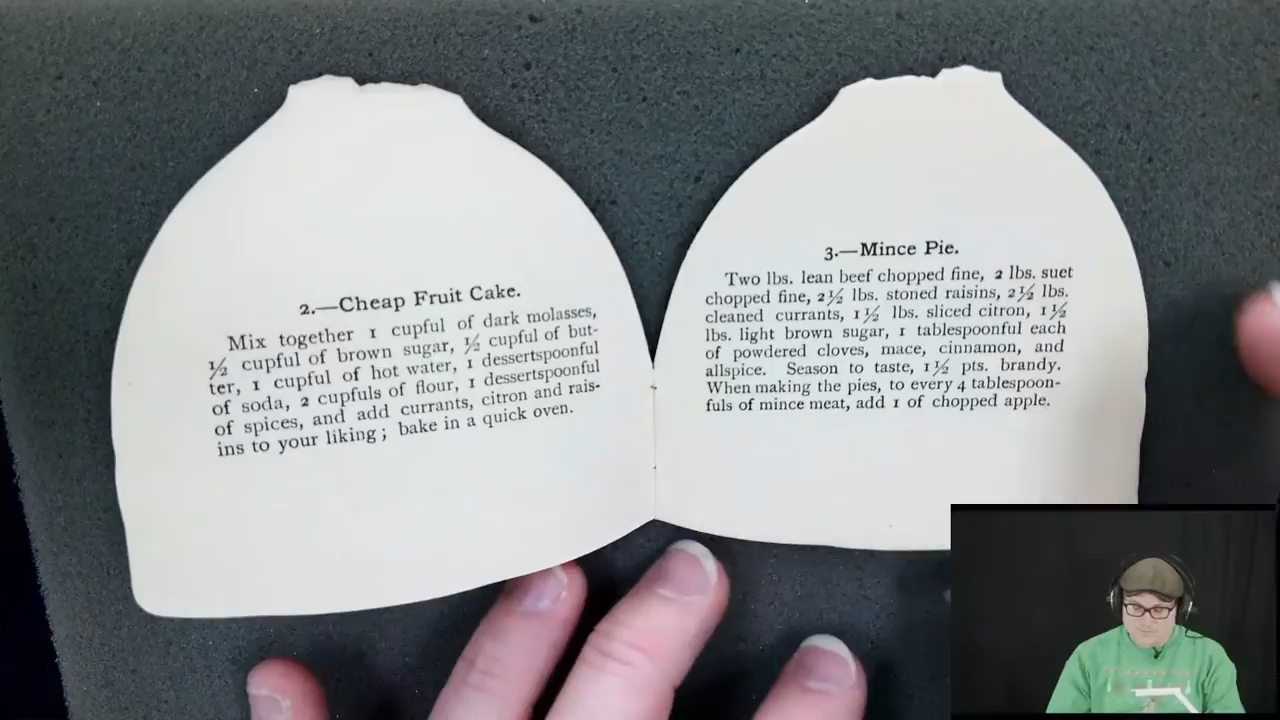 2.—Cheap Fruit Cake.
Mix together 1 cupful of dark molasses,
½ cupful of brown sugar, ½ cupful of but-
ter, 1 cupful of hot water, 1 dessertspoonful
of soda, 2 cupfuls of flour, 1 dessertspoonful
of spices, and add currants, citron and rais-
ins to your liking; bake in a quick oven.
3.—Mince Pie.
Two lbs. lean beef chopped fine, 2 lbs. suet
chopped fine, 2½ lbs. stoned raisins, 2½ lbs.
cleaned currants, 1½ lbs. sliced citron, 1½
lbs. light brown sugar, 1 tablespoonful each
of powdered cloves, mace, cinnamon, and
allspice. Season to taste, 1½ pts. brandy.
When making the pies, to every 4 tablespoon-
fuls of mince meat, add 1 of chopped apple.